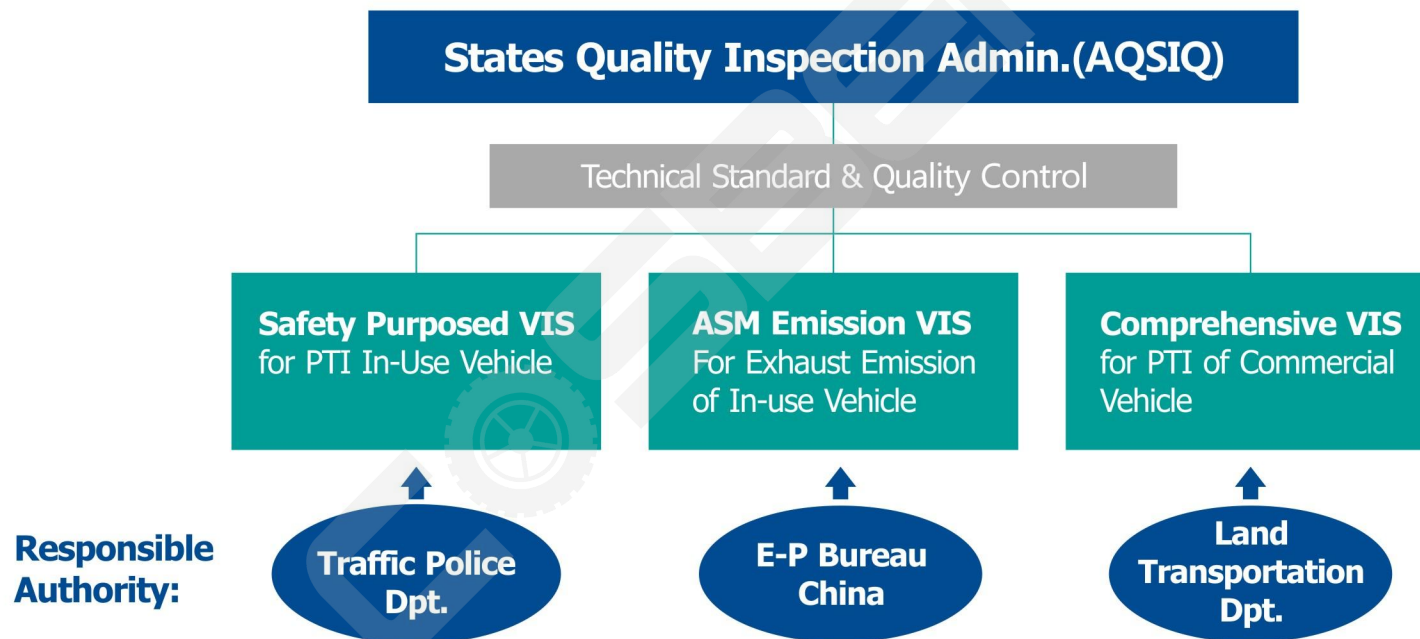 States Quality Inspection Admin.(AQSIQ)
Technical Standard & Quality Control
Safety Purposed VIS
for PTI In-Use Vehicle
ASM Emission VIS
For Exhaust Emission
of In-use Vehicle
Comprehensive VIS
for PTI of Commercial
Vehicle
Responsible
Authority:
Traffic Police
Dpt.
E-P Bureau
China
Land
Transportation
Dpt.